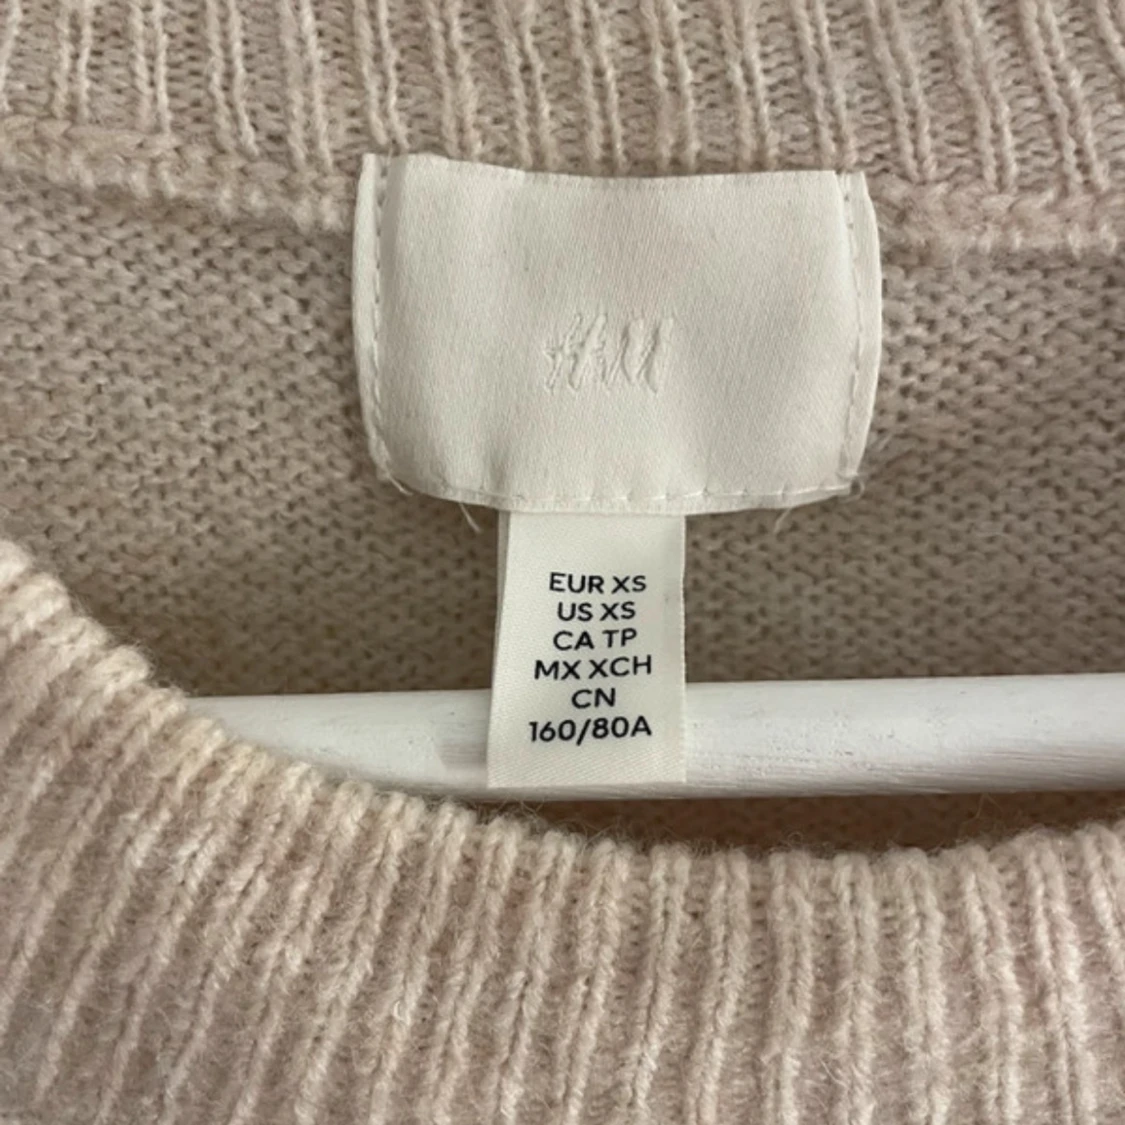 H&M
EUR XS
US XS
CA TP
MX XCH
CN
160/80A